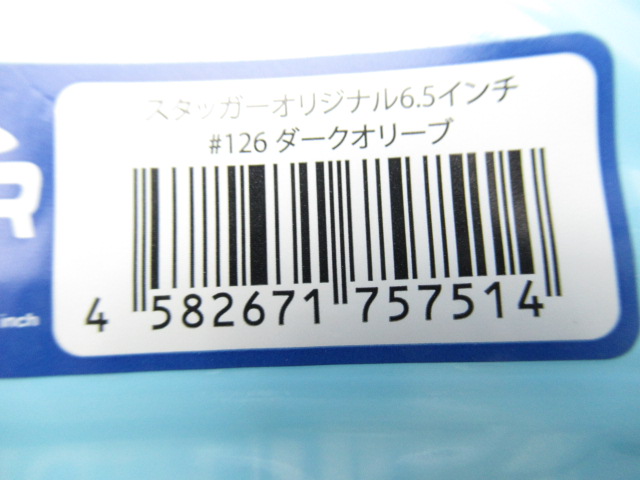 スタッガーオリジナル6.5インチ
#126 ダークオリーブ
R
inch
4 582671 757514